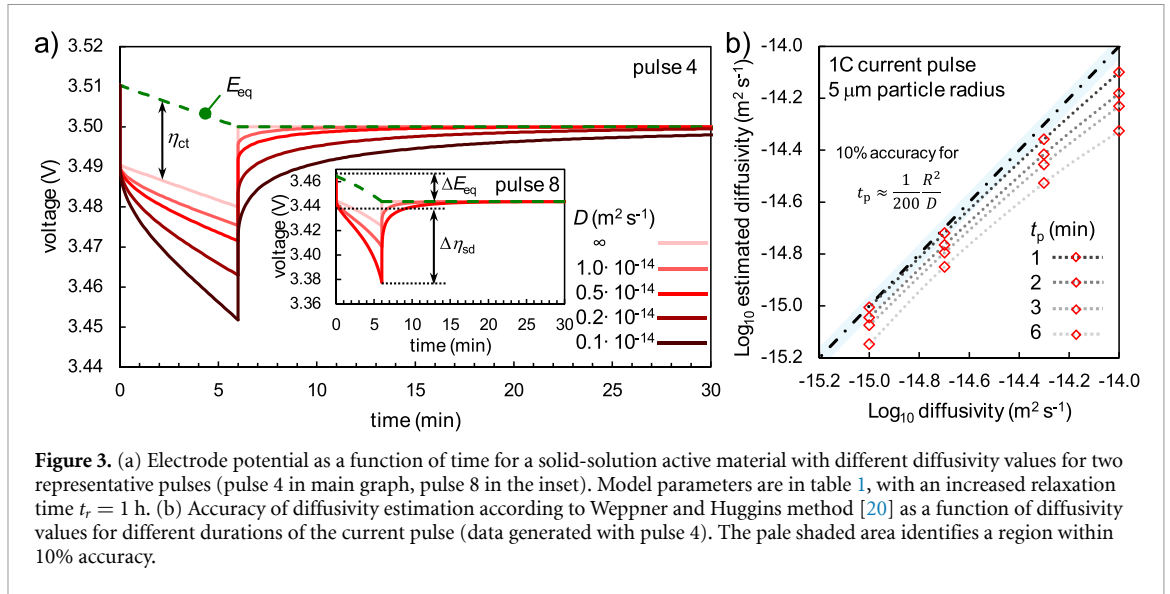 a)
3.52
3.51
3.50
3.49
3.48
3.47
3.46
3.45
3.44
voltage (V)
pulse 4
E_eq
η_ct
0 5 10 15 20 25 30
time (min)
3.46
3.44
3.42
3.40
3.38
3.36
voltage (V)
pulse 8
ΔE_eq
Δη_sd
0 5 10 15 20 25 30
time (min)
D (m² s⁻¹)
∞
1.0· 10⁻¹⁴
0.5· 10⁻¹⁴
0.2· 10⁻¹⁴
0.1· 10⁻¹⁴
b)
-14.0
-14.2
-14.4
-14.6
-14.8
-15.0
-15.2
Log₁₀ estimated diffusivity (m² s⁻¹)
1C current pulse
5 µm particle radius
10% accuracy for
t_p ≈ 1/200 R²/D
t_p (min)
1
2
3
6
-15.2 -15.0 -14.8 -14.6 -14.4 -14.2 -14.0
Log₁₀ diffusivity (m² s⁻¹)
Figure 3. (a) Electrode potential as a function of time for a solid-solution active material with different diffusivity values for two
representative pulses (pulse 4 in main graph, pulse 8 in the inset). Model parameters are in table 1, with an increased relaxation
time t_r = 1 h. (b) Accuracy of diffusivity estimation according to Weppner and Huggins method [20] as a function of diffusivity
values for different durations of the current pulse (data generated with pulse 4). The pale shaded area identifies a region within
10% accuracy.